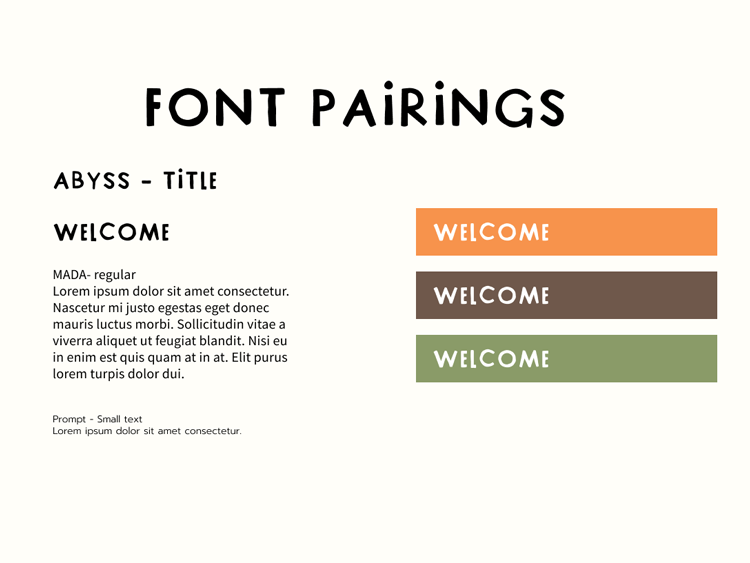 FONT PAiRiNGS
ABYSS - TiTLE
WELCOME
MADA- regular
Lorem ipsum dolor sit amet consectetur.
Nascetur mi justo egestas eget donec
mauris luctus morbi. Sollicitudin vitae a
viverra aliquet ut feugiat blandit. Nisi eu
in enim est quis quam at in at. Elit purus
lorem turpis dolor dui.
Prompt - Small text
Lorem ipsum dolor sit amet consectetur.
WELCOME
WELCOME
WELCOME